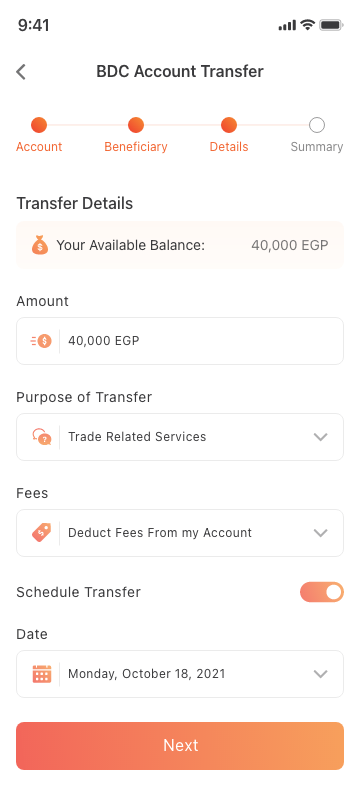 9:41
BDC Account Transfer
Account Beneficiary Details Summary
Transfer Details
Your Available Balance: 40,000 EGP
Amount
40,000 EGP
Purpose of Transfer
Trade Related Services
Fees
Deduct Fees From my Account
Schedule Transfer
Date
Monday, October 18, 2021
Next